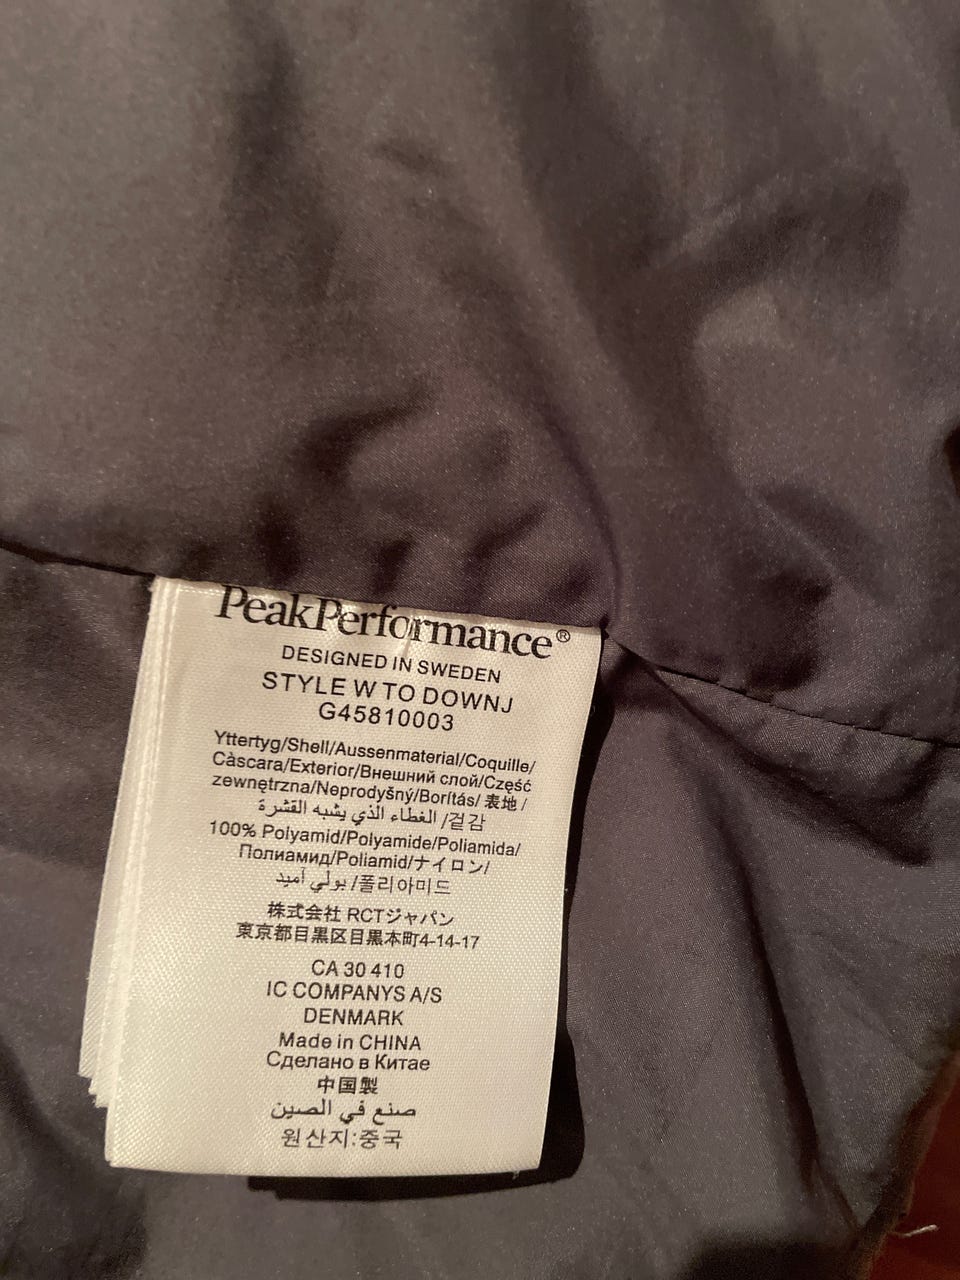 PeakPerformance®
DESIGNED IN SWEDEN
STYLE W TO DOWNJ
G45810003
Yttertyg/Shell/Aussenmaterial/Coquille/
Càscara/Exterior/Внешний слой/Część
zewnętrzna/Neprodyšný/Borítás/表地/
الغطاء الذي يشبه القشرة /겉감
100% Polyamid/Polyamide/Poliamida/
Полиамид/Poliamid/ナイロン/
بولي أميد /폴리아미드
株式会社 RCTジャパン
東京都目黒区目黒本町4-14-17
CA 30 410
IC COMPANYS A/S
DENMARK
Made in CHINA
Сделано в Китае
中国製
صنع في الصين
원산지:중국